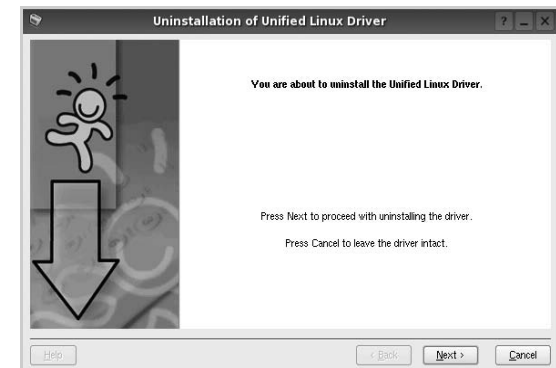 Uninstallation of Unified Linux Driver
You are about to uninstall the Unified Linux Driver.
Press Next to proceed with uninstalling the driver.
Press Cancel to leave the driver intact.
Help
< Back
Next >
Cancel